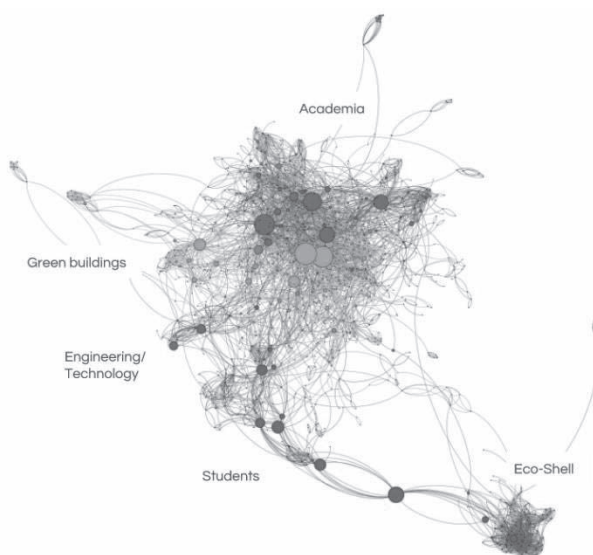 Academia
Green buildings
Engineering/
Technology
Students
Eco-Shell